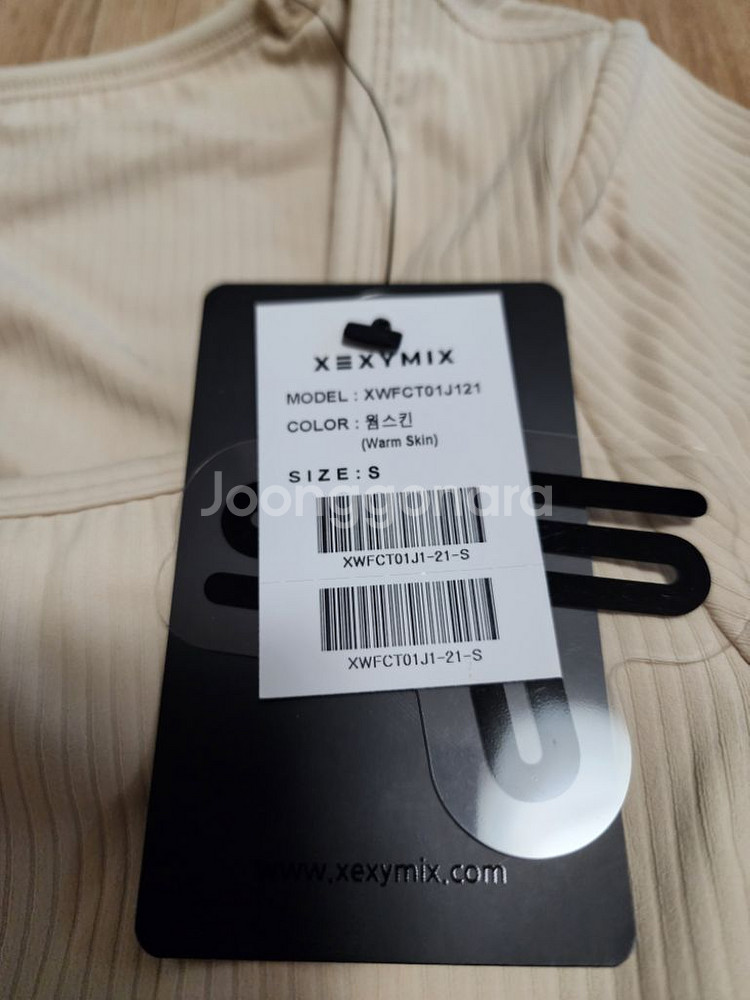 XEXYMIX
MODEL : XWFCT01J121
COLOR : 웜스킨
(Warm Skin)
SIZE : S
Joonggonara
XWFCT01J1-21-S
XWFCT01J1-21-S
www.xexymix.com